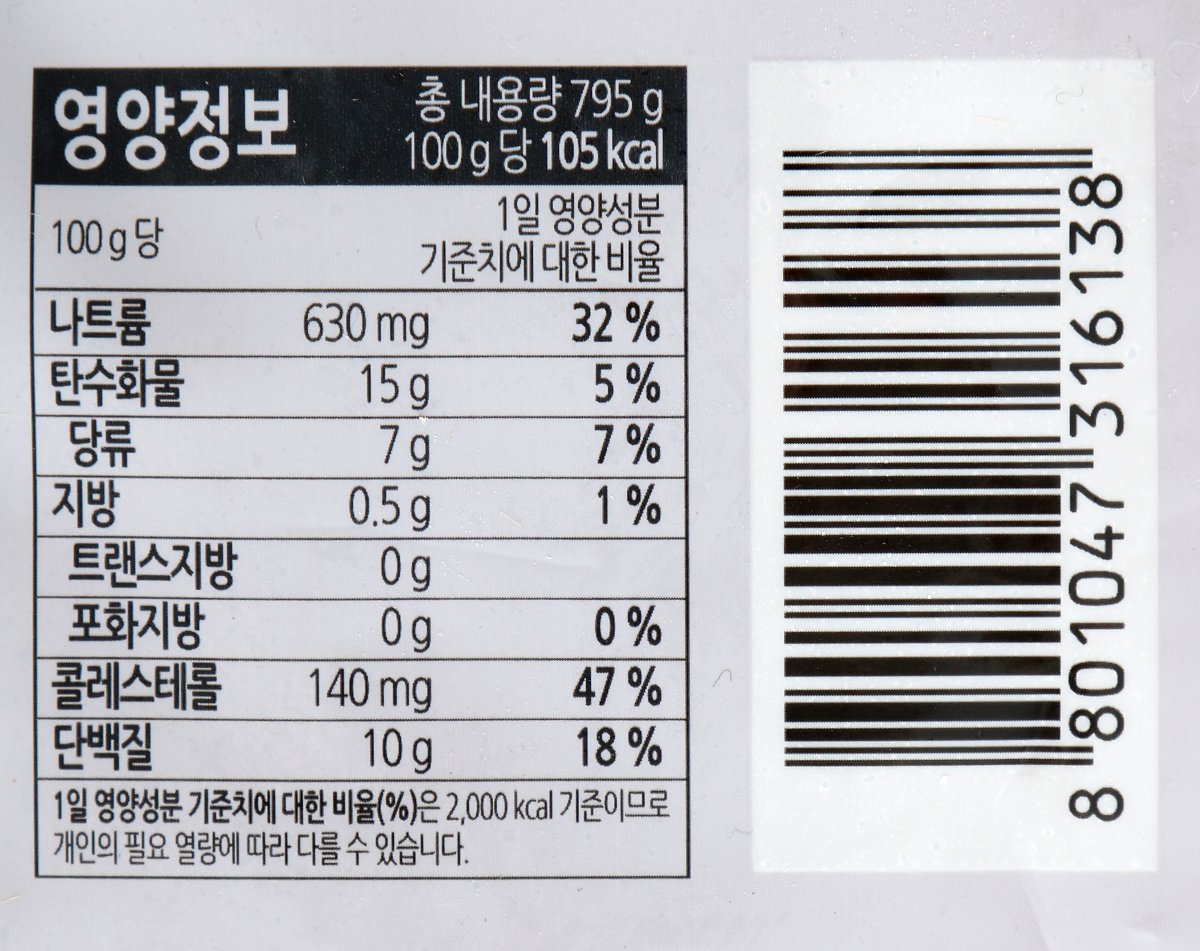 영양정보
총 내용량 795 g
100 g 당 105 kcal
100 g 당
1일 영양성분
기준치에 대한 비율
나트륨 630 mg 32 %
탄수화물 15 g 5 %
당류 7 g 7 %
지방 0.5 g 1 %
트랜스지방 0 g
포화지방 0 g 0 %
콜레스테롤 140 mg 47 %
단백질 10 g 18 %
1일 영양성분 기준치에 대한 비율(%)은 2,000 kcal 기준이므로
개인의 필요 열량에 따라 다를 수 있습니다.
8 801047 316138